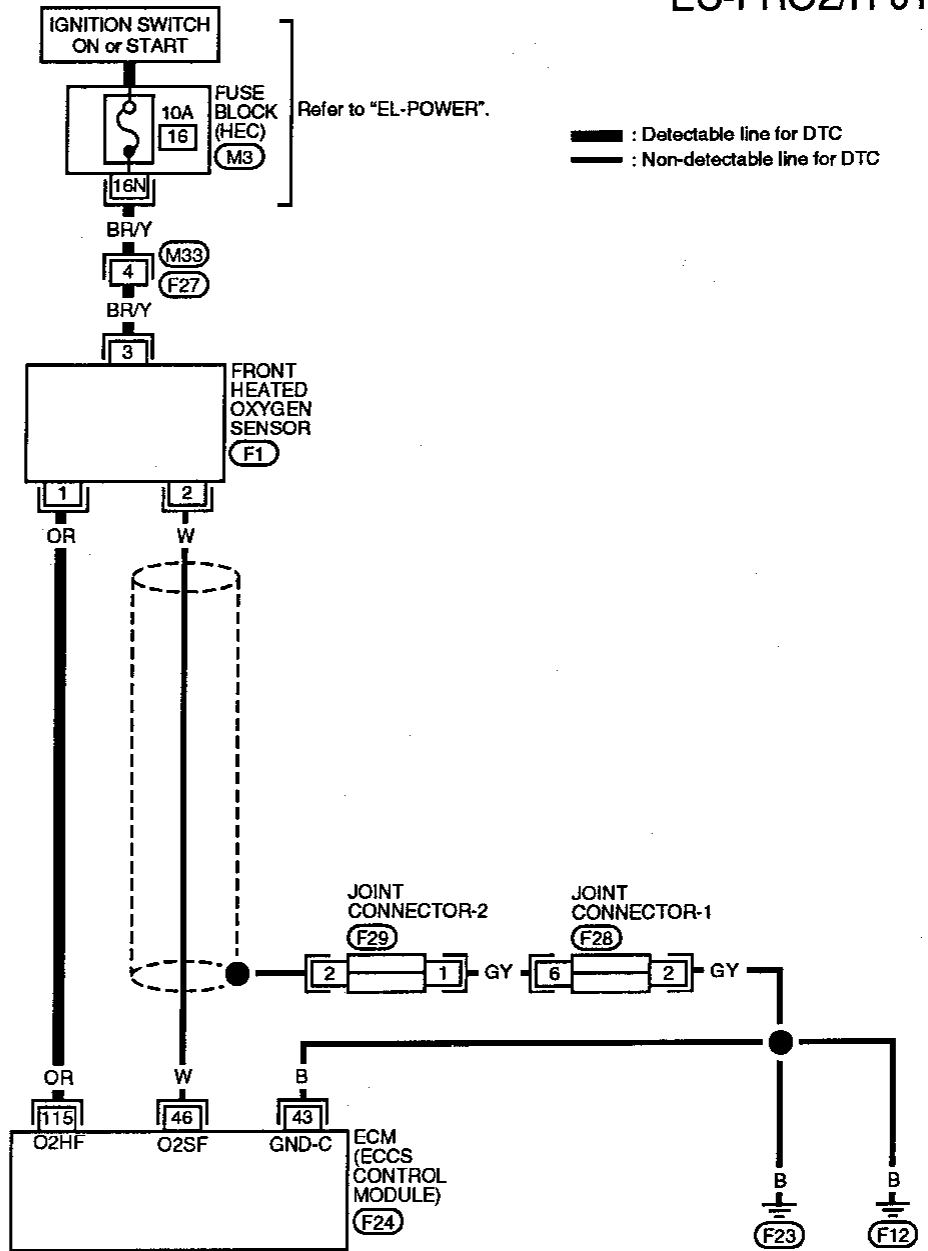 IGNITION SWITCH
ON or START
FUSE
BLOCK
(HEC)
M3
10A
16
Refer to "EL-POWER".
: Detectable line for DTC
: Non-detectable line for DTC
16N
BR/Y
4
M33
F27
BR/Y
3
FRONT
HEATED
OXYGEN
SENSOR
F1
1
2
OR
W
JOINT
CONNECTOR-2
F29
JOINT
CONNECTOR-1
F28
2
1
GY
6
2
GY
OR
W
B
115
46
43
O2HF
O2SF
GND-C
ECM
(ECCS
CONTROL
MODULE)
F24
B
B
F23
F12